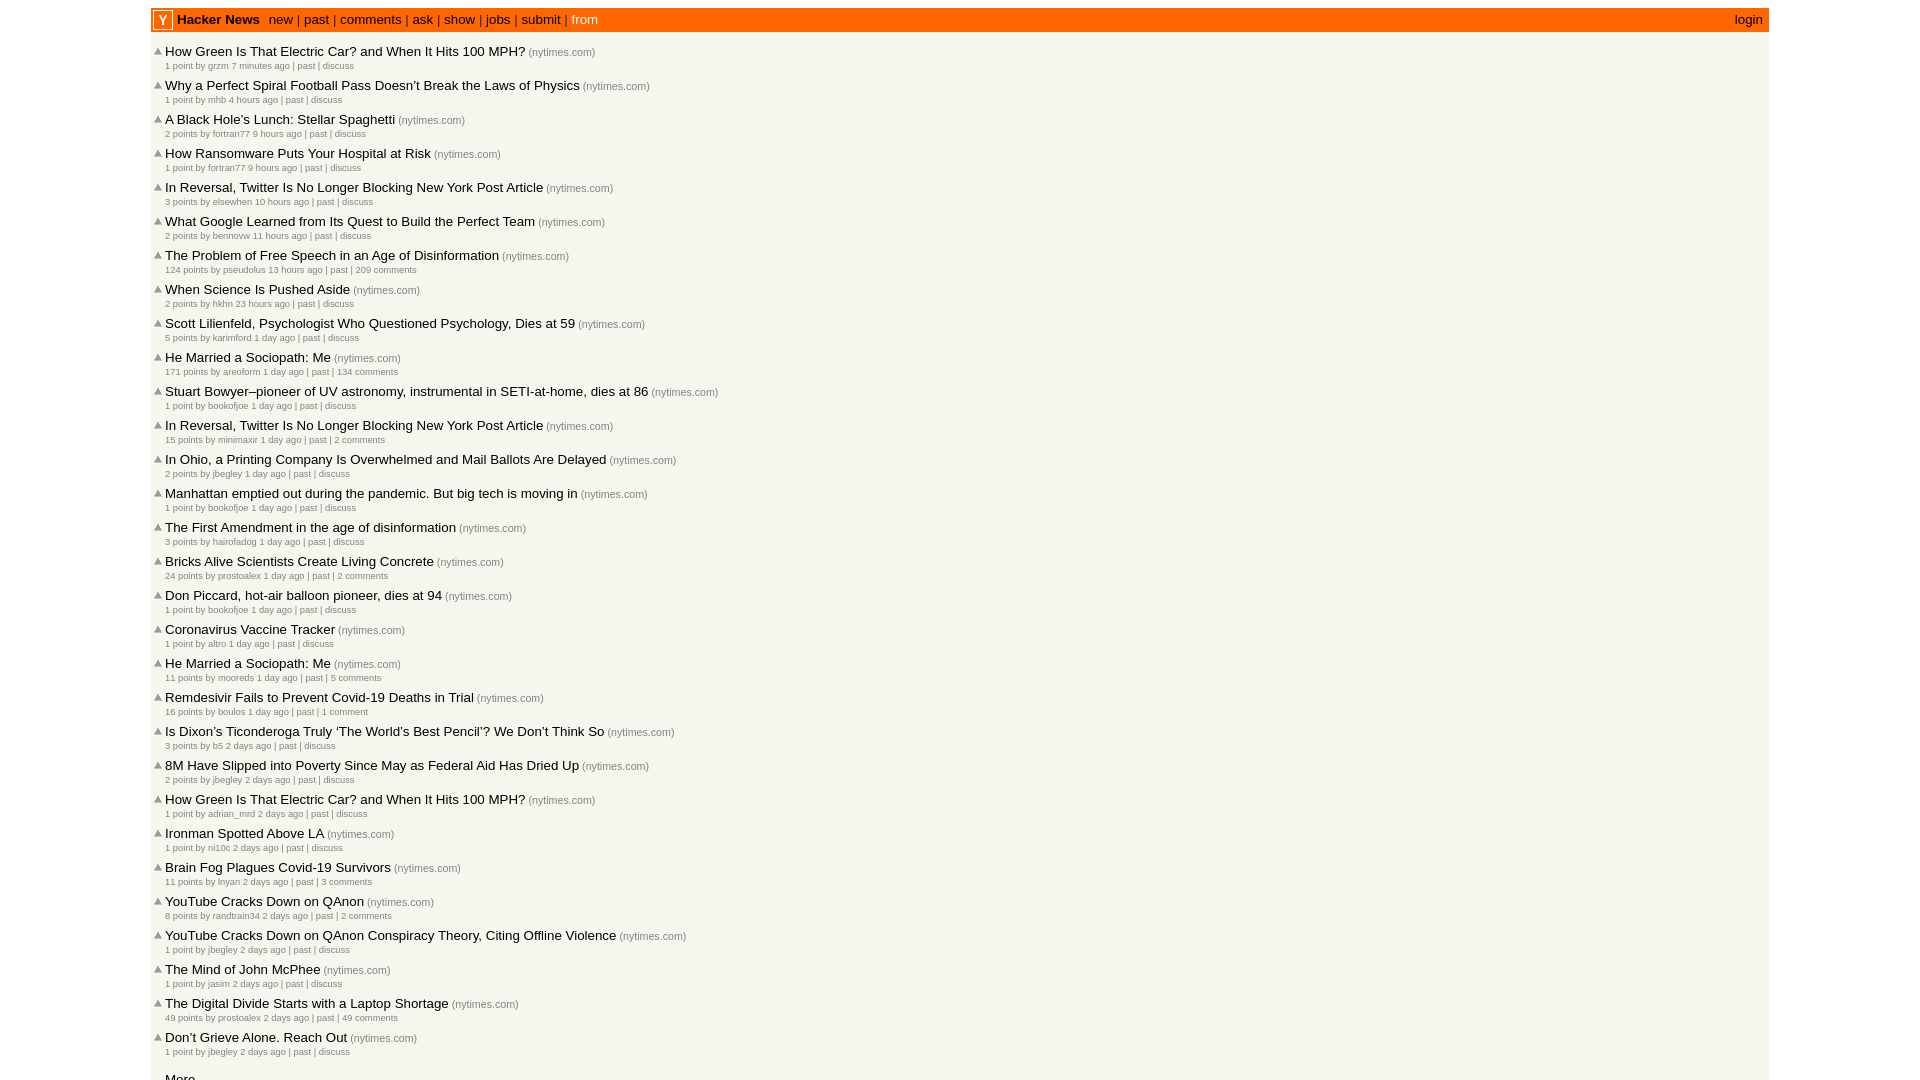 Y Hacker News new | past | comments | ask | show | jobs | submit | from login
How Green Is That Electric Car? and When It Hits 100 MPH? (nytimes.com)
1 point by grzm 7 minutes ago | past | discuss
Why a Perfect Spiral Football Pass Doesn’t Break the Laws of Physics (nytimes.com)
1 point by mhb 4 hours ago | past | discuss
A Black Hole’s Lunch: Stellar Spaghetti (nytimes.com)
2 points by fortran77 9 hours ago | past | discuss
How Ransomware Puts Your Hospital at Risk (nytimes.com)
1 point by fortran77 9 hours ago | past | discuss
In Reversal, Twitter Is No Longer Blocking New York Post Article (nytimes.com)
3 points by elsewhen 10 hours ago | past | discuss
What Google Learned from Its Quest to Build the Perfect Team (nytimes.com)
2 points by bennovw 11 hours ago | past | discuss
The Problem of Free Speech in an Age of Disinformation (nytimes.com)
124 points by pseudolus 13 hours ago | past | 209 comments
When Science Is Pushed Aside (nytimes.com)
2 points by hkhn 23 hours ago | past | discuss
Scott Lilienfeld, Psychologist Who Questioned Psychology, Dies at 59 (nytimes.com)
5 points by karimford 1 day ago | past | discuss
He Married a Sociopath: Me (nytimes.com)
171 points by areoform 1 day ago | past | 134 comments
Stuart Bowyer–pioneer of UV astronomy, instrumental in SETI-at-home, dies at 86 (nytimes.com)
1 point by bookofjoe 1 day ago | past | discuss
In Reversal, Twitter Is No Longer Blocking New York Post Article (nytimes.com)
15 points by minimaxir 1 day ago | past | 2 comments
In Ohio, a Printing Company Is Overwhelmed and Mail Ballots Are Delayed (nytimes.com)
2 points by jbegley 1 day ago | past | discuss
Manhattan emptied out during the pandemic. But big tech is moving in (nytimes.com)
1 point by bookofjoe 1 day ago | past | discuss
The First Amendment in the age of disinformation (nytimes.com)
3 points by hairofadog 1 day ago | past | discuss
Bricks Alive Scientists Create Living Concrete (nytimes.com)
24 points by prostoalex 1 day ago | past | 2 comments
Don Piccard, hot-air balloon pioneer, dies at 94 (nytimes.com)
1 point by bookofjoe 1 day ago | past | discuss
Coronavirus Vaccine Tracker (nytimes.com)
1 point by altro 1 day ago | past | discuss
He Married a Sociopath: Me (nytimes.com)
11 points by mooreds 1 day ago | past | 5 comments
Remdesivir Fails to Prevent Covid-19 Deaths in Trial (nytimes.com)
16 points by boulos 1 day ago | past | 1 comment
Is Dixon’s Ticonderoga Truly ‘The World’s Best Pencil’? We Don’t Think So (nytimes.com)
3 points by b5 2 days ago | past | discuss
8M Have Slipped into Poverty Since May as Federal Aid Has Dried Up (nytimes.com)
2 points by jbegley 2 days ago | past | discuss
How Green Is That Electric Car? and When It Hits 100 MPH? (nytimes.com)
1 point by adrian_mrd 2 days ago | past | discuss
Ironman Spotted Above LA (nytimes.com)
1 point by ni10c 2 days ago | past | discuss
Brain Fog Plagues Covid-19 Survivors (nytimes.com)
11 points by lnyan 2 days ago | past | 3 comments
YouTube Cracks Down on QAnon (nytimes.com)
8 points by randtrain34 2 days ago | past | 2 comments
YouTube Cracks Down on QAnon Conspiracy Theory, Citing Offline Violence (nytimes.com)
1 point by jbegley 2 days ago | past | discuss
The Mind of John McPhee (nytimes.com)
1 point by jasim 2 days ago | past | discuss
The Digital Divide Starts with a Laptop Shortage (nytimes.com)
49 points by prostoalex 2 days ago | past | 49 comments
Don’t Grieve Alone. Reach Out (nytimes.com)
1 point by jbegley 2 days ago | past | discuss
More